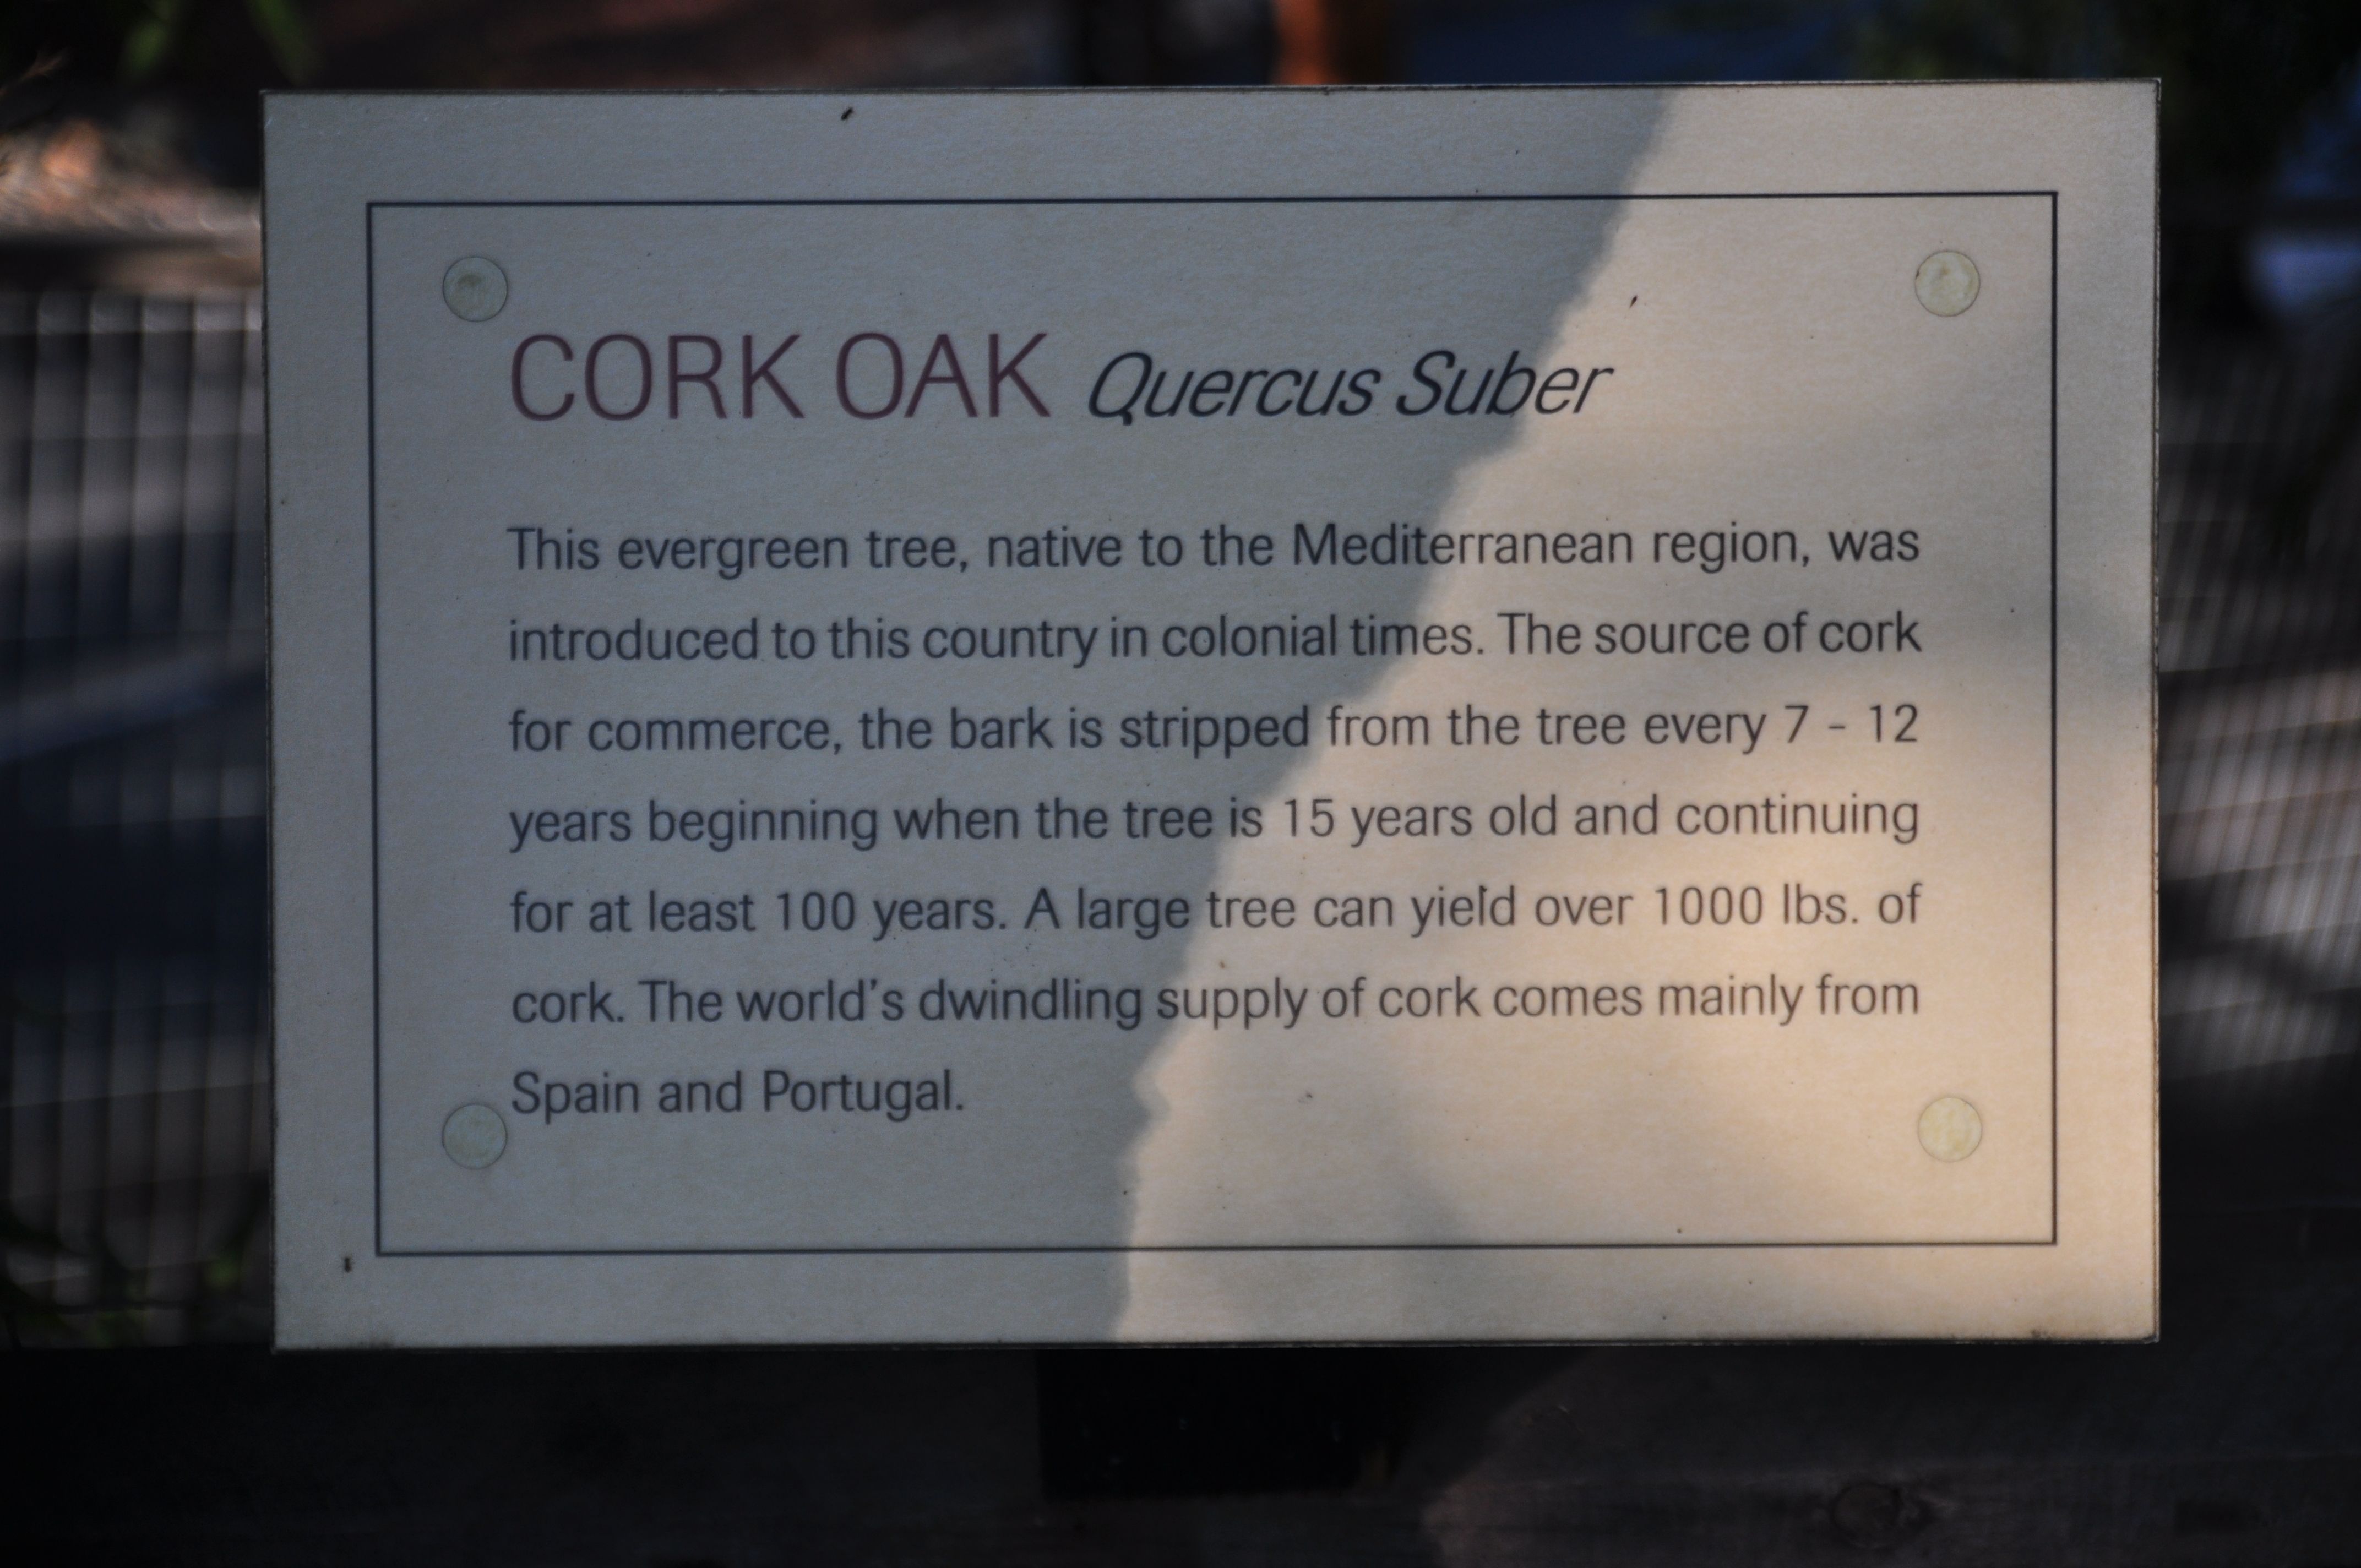 CORK OAK Quercus Suber
This evergreen tree, native to the Mediterranean region, was
introduced to this country in colonial times. The source of cork
for commerce, the bark is stripped from the tree every 7 - 12
years beginning when the tree is 15 years old and continuing
for at least 100 years. A large tree can yield over 1000 lbs. of
cork. The world's dwindling supply of cork comes mainly from
Spain and Portugal.